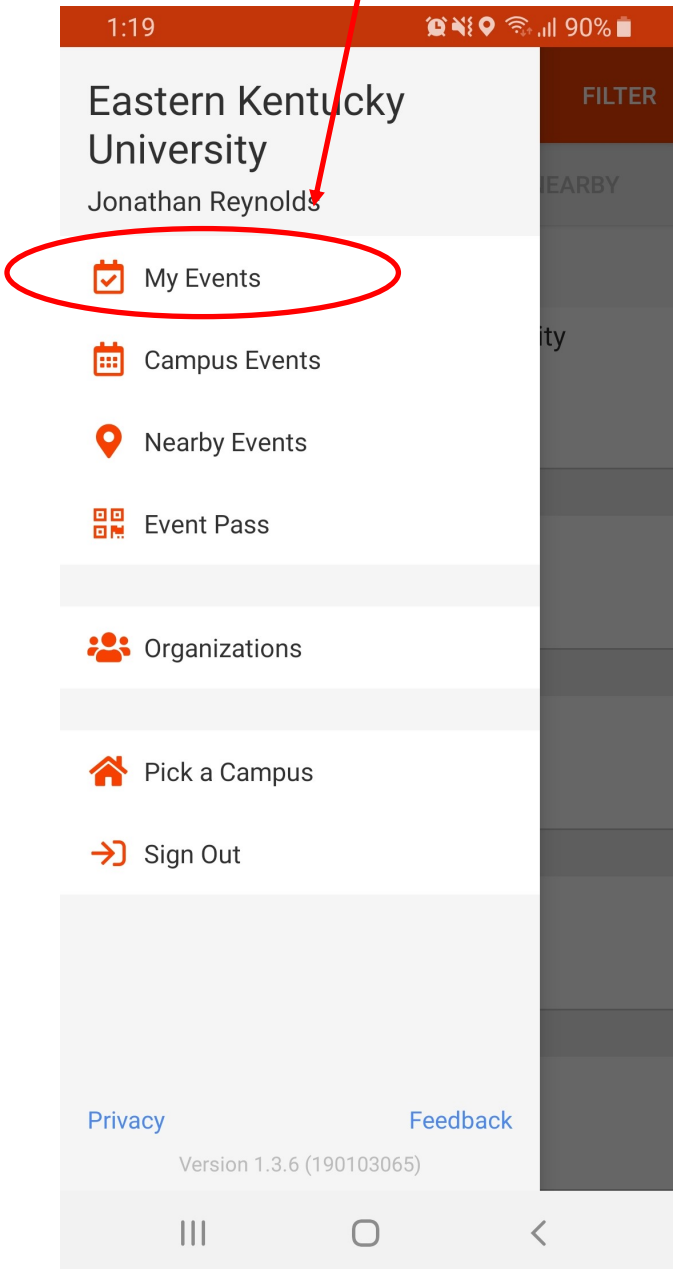 1:19 90%
Eastern Kentucky
University
Jonathan Reynolds
FILTER
NEARBY
My Events
Campus Events
ity
Nearby Events
Event Pass
Organizations
Pick a Campus
Sign Out
Privacy Feedback
Version 1.3.6 (190103065)